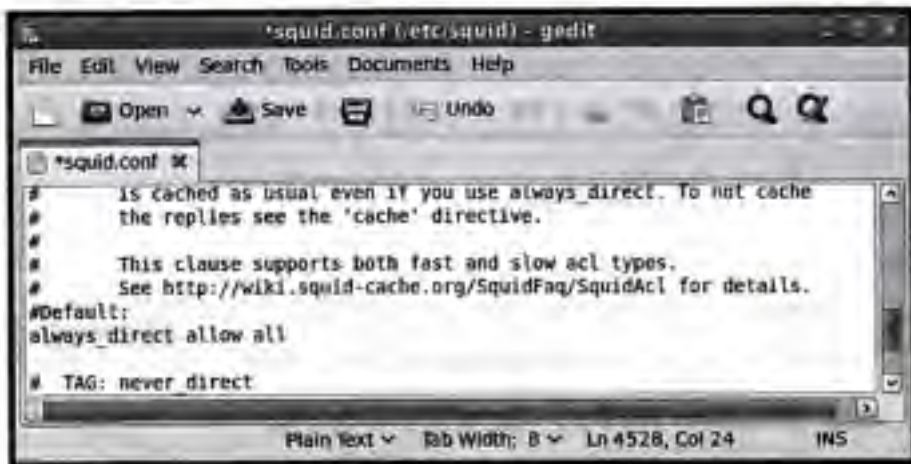 *squid.conf (/etc/squid) - gedit
File Edit View Search Tools Documents Help
Open Save Undo
*squid.conf
# is cached as usual even if you use always_direct. To not cache
# the replies see the 'cache' directive.
#
# This clause supports both fast and slow acl types.
# See http://wiki.squid-cache.org/SquidFaq/SquidAcl for details.
#Default:
always_direct allow all
# TAG: never_direct
Plain Text Tab Width: 8 Ln 4528, Col 24 INS